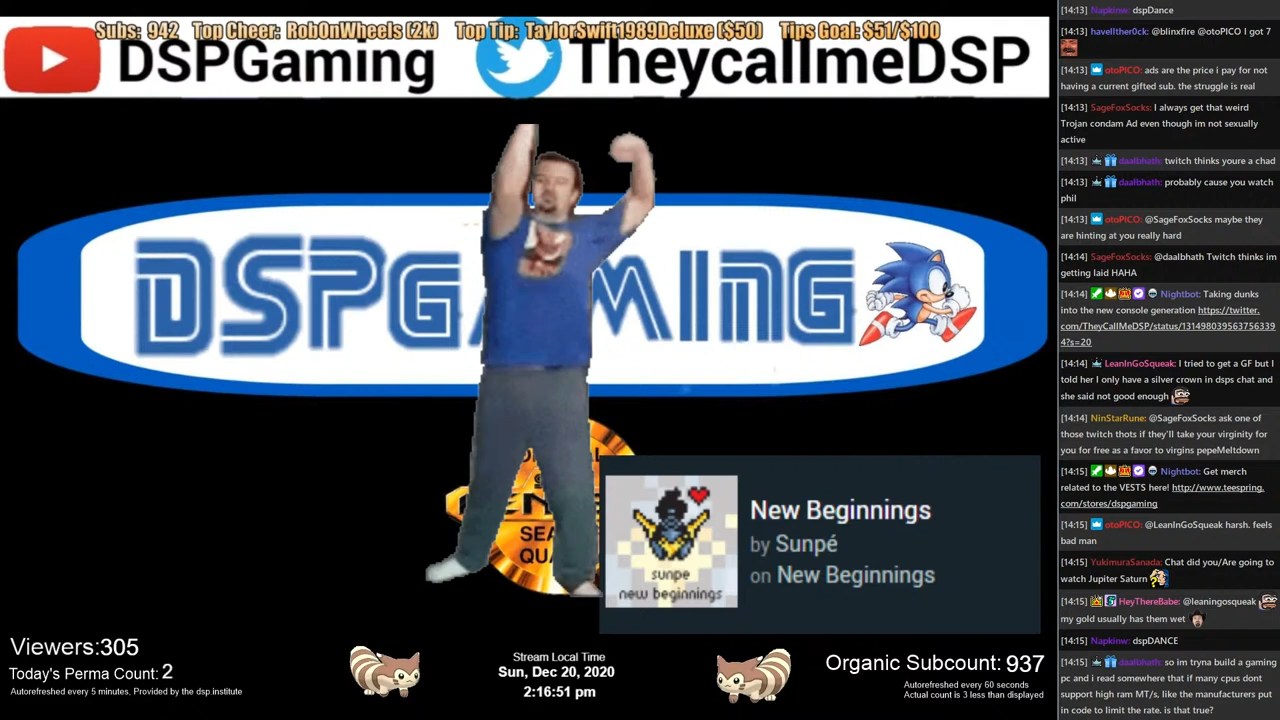 Subs: 942 Top Cheer: RobOnWheels (2k) Top Tip: TaylorSwift1989Deluxe ($50) Tips Goal: $51/$100
DSPGaming
TheycallmeDSP
DSPGAMING
SEA
QUA
New Beginnings
by Sunpé
on New Beginnings
sunpe
new beginnings
Viewers:305
Today's Perma Count: 2
Autorefreshed every 5 minutes, Provided by the dsp institute
Stream Local Time
Sun, Dec 20, 2020
2:16:51 pm
Organic Subcount: 937
Autorefreshed every 60 seconds
Actual count is 3 less than displayed
[14:13] Napkinw: dspDance
[14:13] havellther0ck: @blinxfire @otoPICO I got 7
[14:13] otoPICO: ads are the price i pay for not
having a current gifted sub. the struggle is real
[14:13] SageFoxSocks: I always get that weird
Trojan condam Ad even though im not sexually
active
[14:13] daalbhath: twitch thinks youre a chad
[14:13] daalbhath: probably cause you watch
phil
[14:13] otoPICO: @SageFoxSocks maybe they
are hinting at you really hard
[14:14] SageFoxSocks: @daalbhath Twitch thinks im
getting laid HAHA
[14:14] Nightbot: Taking dunks
into the new console generation https://twitter.
com/TheyCallMeDSP/status/131498039563756339
4?s=20
[14:14] LeanInGoSqueak: I tried to get a GF but I
told her I only have a silver crown in dsps chat and
she said not good enough
[14:14] NinStarRune: @SageFoxSocks ask one of
those twitch thots if they'll take your virginity for
you for free as a favor to virgins pepeMeltdown
[14:15] Nightbot: Get merch
related to the VESTS here! http://www.teespring.
com/stores/dspgaming
[14:15] otoPICO: @LeanInGoSqueak harsh. feels
bad man
[14:15] YukimuraSanada: Chat did you/Are going to
watch Jupiter Saturn
[14:15] HeyThereBabe: @leaningosqueak
my gold usually has them wet
[14:15] Napkinw: dspDANCE
[14:15] daalbhath: so im tryna build a gaming
pc and i read somewhere that if many cpus dont
support high ram MT/s, like the manufacturers put
in code to limit the rate. is that true?